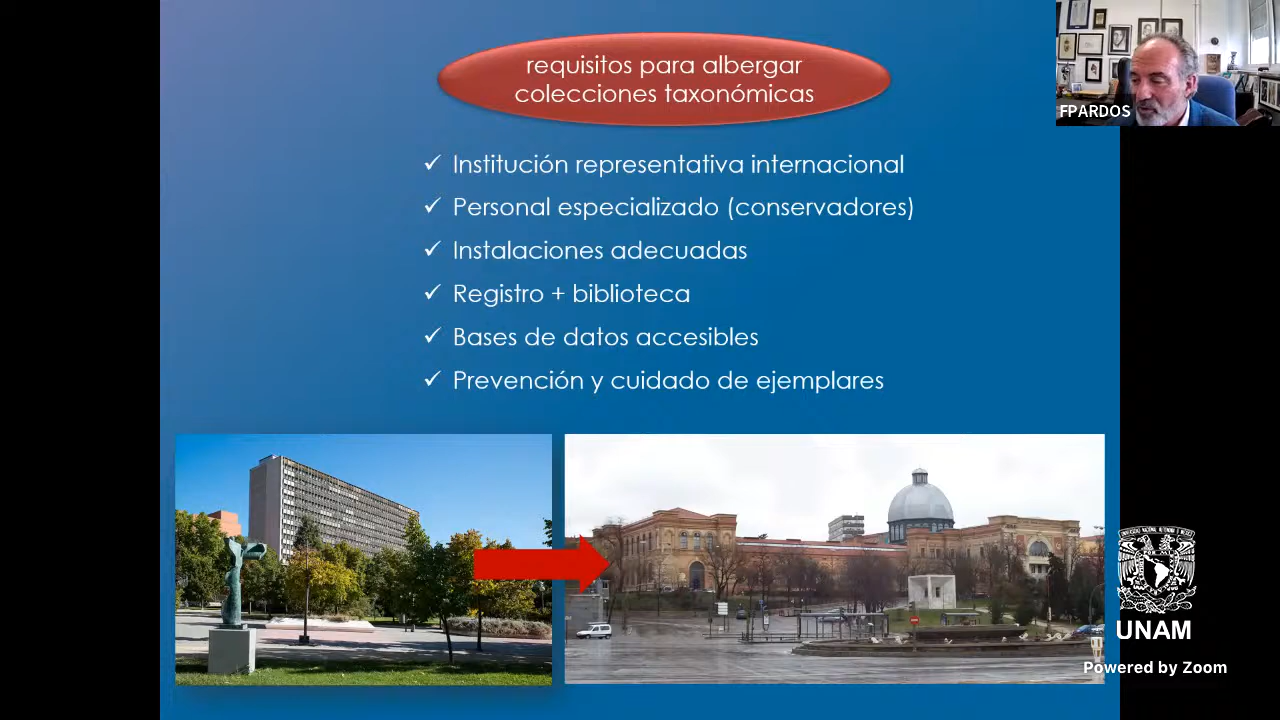 requisitos para albergar
colecciones taxonómicas
FPARDOS
✓ Institución representativa internacional
✓ Personal especializado (conservadores)
✓ Instalaciones adecuadas
✓ Registro + biblioteca
✓ Bases de datos accesibles
✓ Prevención y cuidado de ejemplares
UNAM
Powered by Zoom